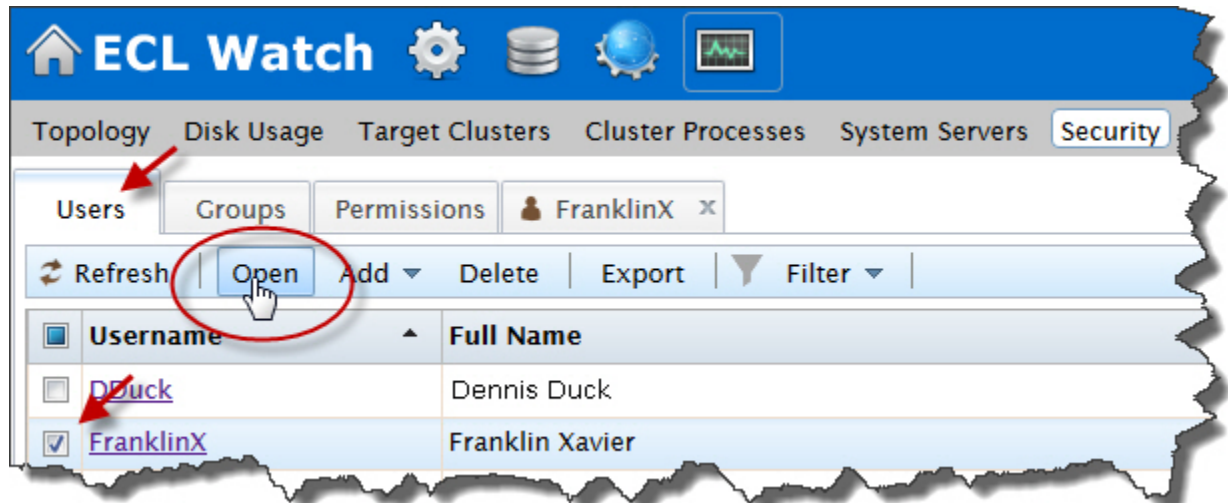 ECL Watch
Topology Disk Usage Target Clusters Cluster Processes System Servers Security
Users Groups Permissions FranklinX x
Refresh Open Add Delete Export Filter
Username Full Name
DDuck Dennis Duck
FranklinX Franklin Xavier